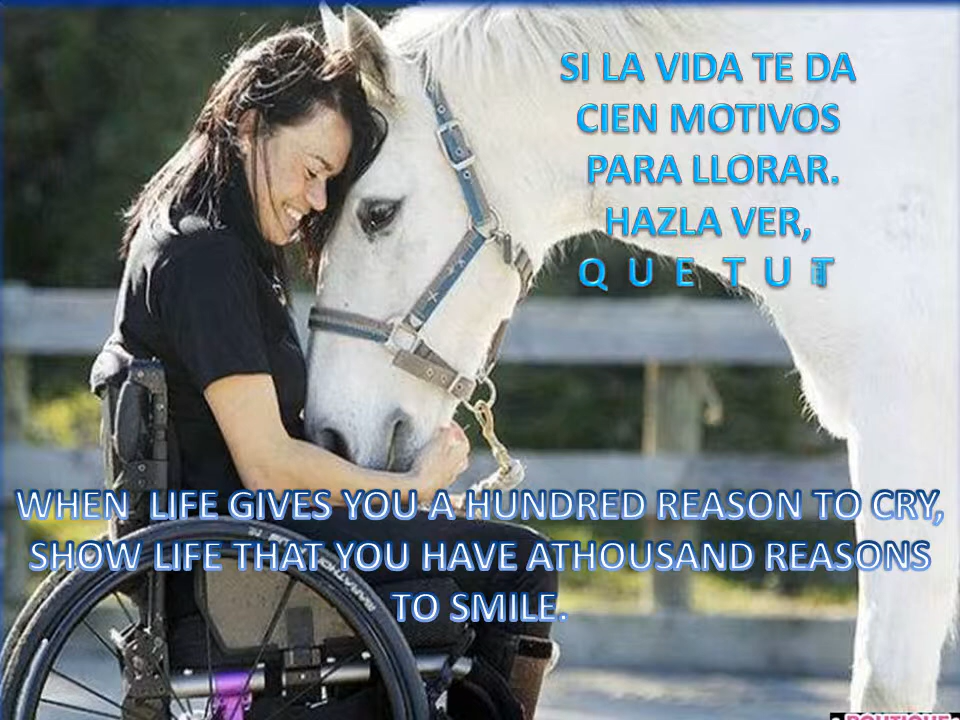 SI LA VIDA TE DA
CIEN MOTIVOS
PARA LLORAR.
HAZLA VER,
Q U E T U
WHEN LIFE GIVES YOU A HUNDRED REASON TO CRY,
SHOW LIFE THAT YOU HAVE ATHOUSAND REASONS
TO SMILE.